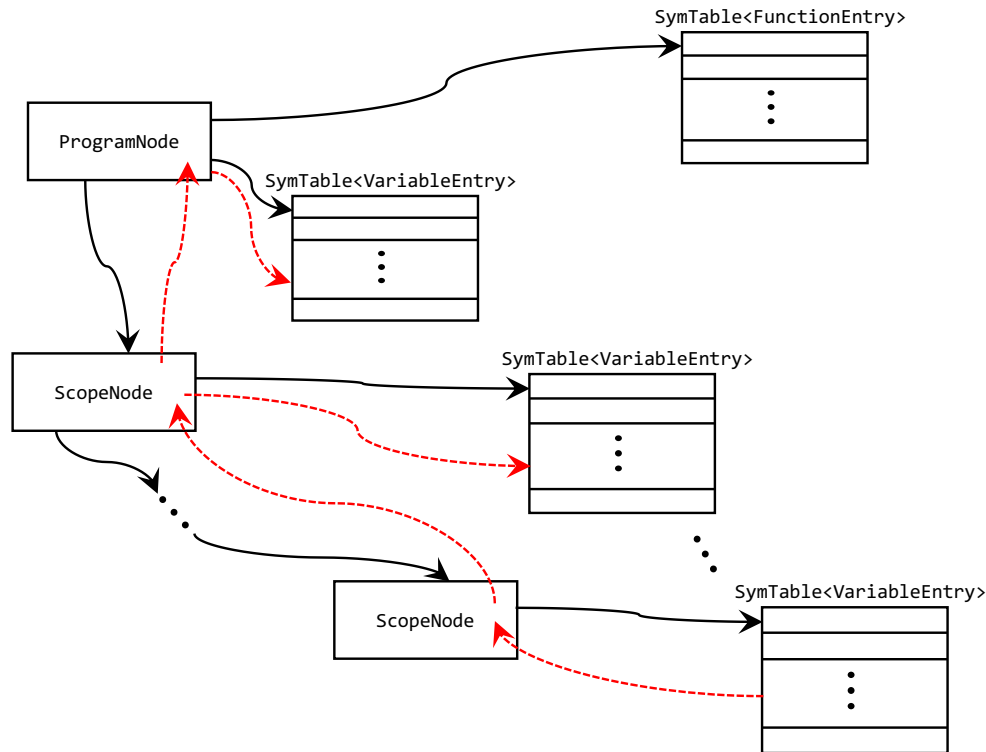 SymTable<FunctionEntry>
ProgramNode
SymTable<VariableEntry>
SymTable<VariableEntry>
ScopeNode
SymTable<VariableEntry>
ScopeNode